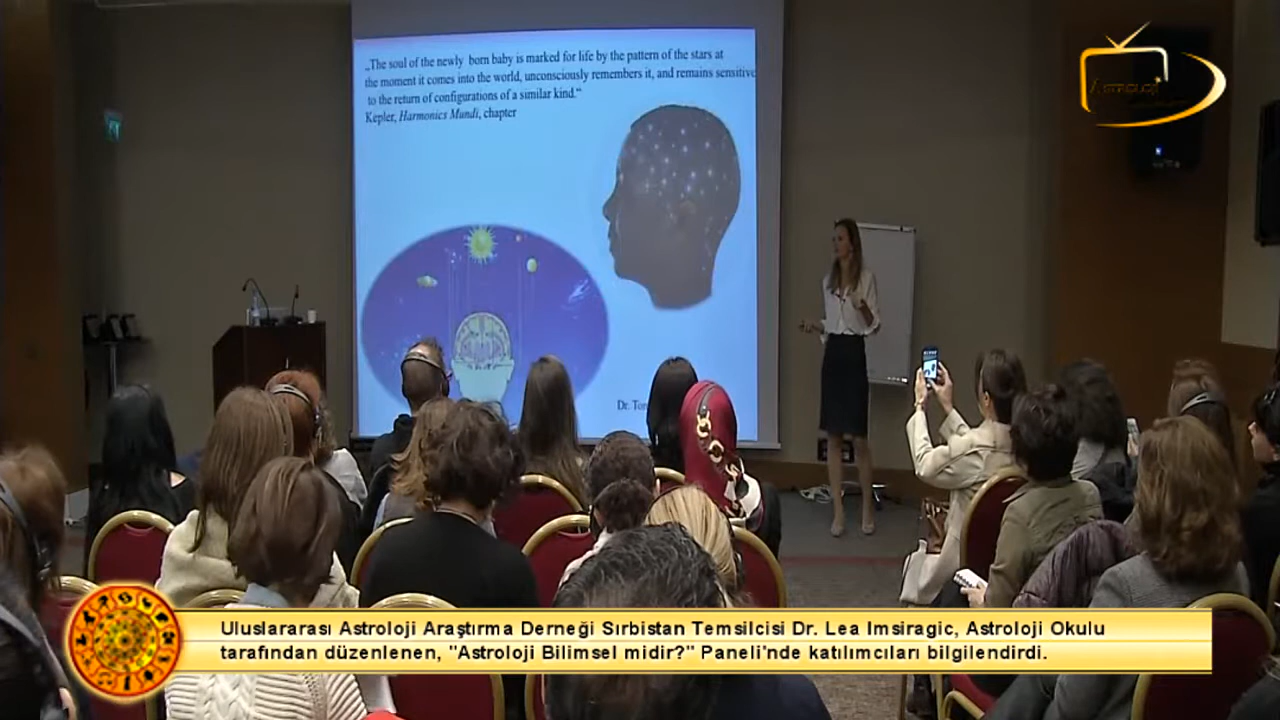 „The soul of the newly born baby is marked for life by the pattern of the stars at
the moment it comes into the world, unconsciously remembers it, and remains sensitive
to the return of configurations of a similar kind.“
Kepler, Harmonics Mundi, chapter
Dr.
Uluslararası Astroloji Araştırma Derneği Sırbistan Temsilcisi Dr. Lea Imsiragic, Astroloji Okulu
tarafından düzenlenen, "Astroloji Bilimsel midir?" Paneli'nde katılımcıları bilgilendirdi.